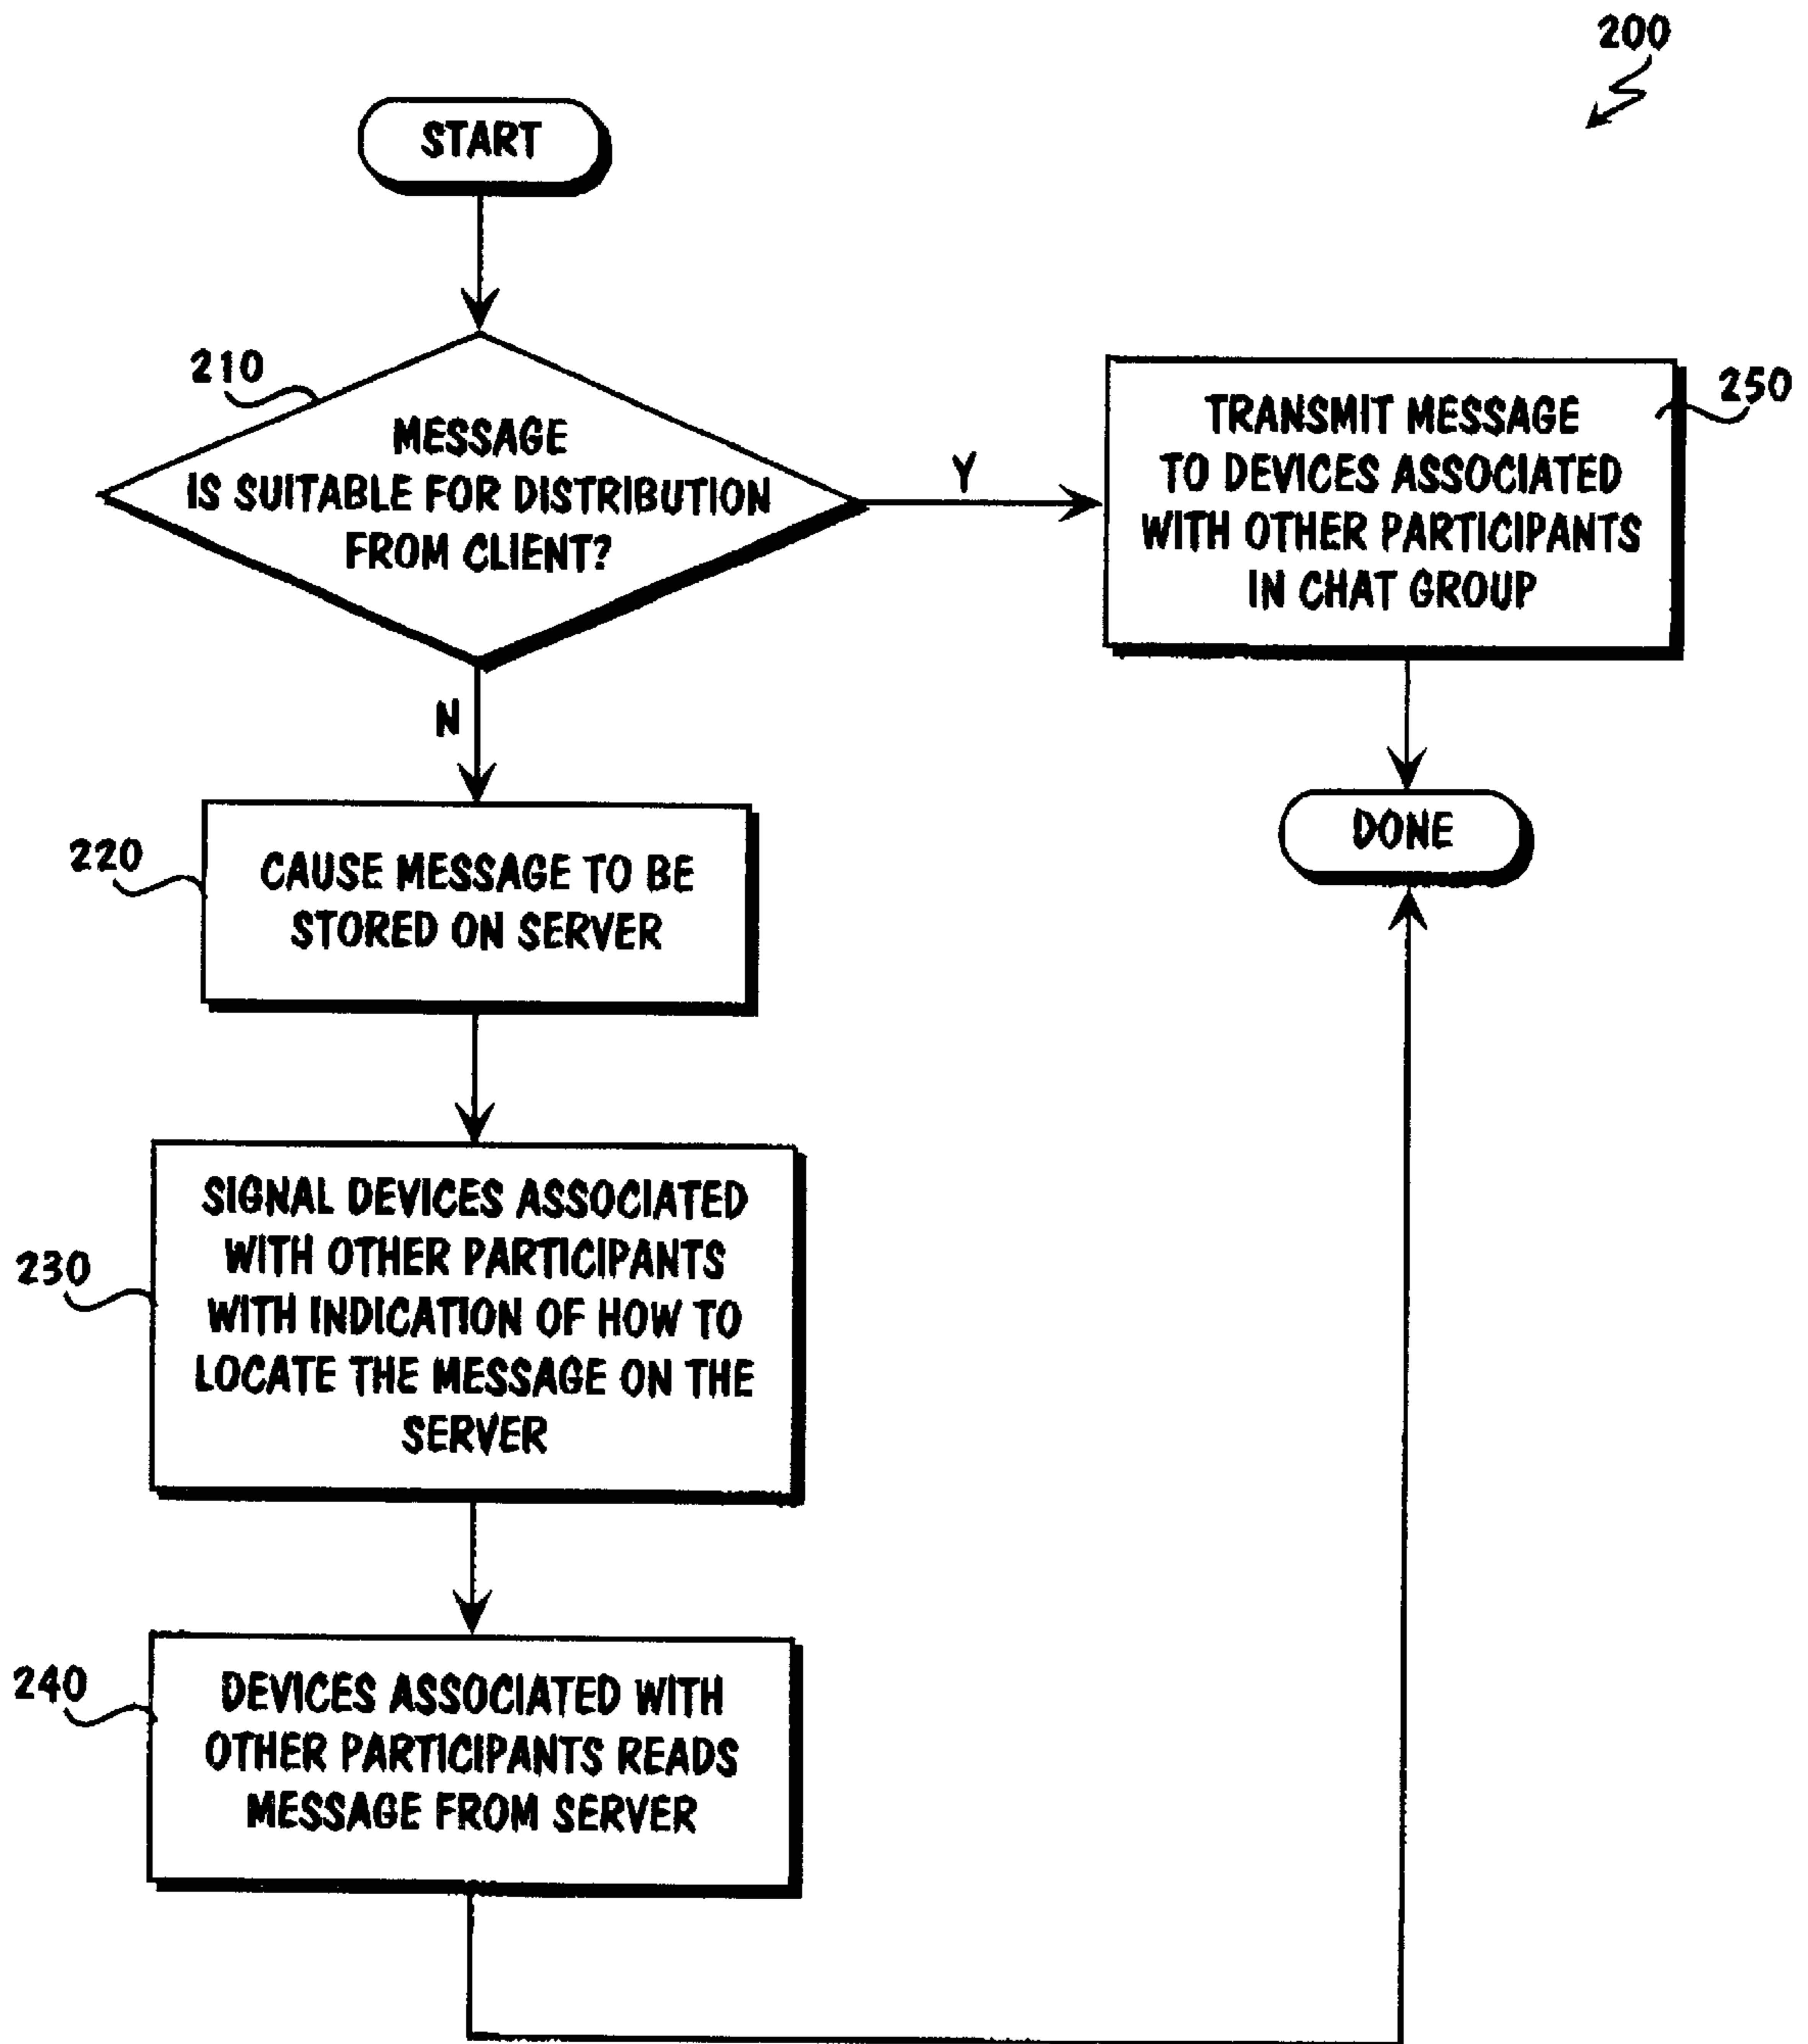 200
START
210
MESSAGE
IS SUITABLE FOR DISTRIBUTION
FROM CLIENT?
Y
250
TRANSMIT MESSAGE
TO DEVICES ASSOCIATED
WITH OTHER PARTICIPANTS
IN CHAT GROUP
N
DONE
220
CAUSE MESSAGE TO BE
STORED ON SERVER
230
SIGNAL DEVICES ASSOCIATED
WITH OTHER PARTICIPANTS
WITH INDICATION OF HOW TO
LOCATE THE MESSAGE ON THE
SERVER
240
DEVICES ASSOCIATED WITH
OTHER PARTICIPANTS READS
MESSAGE FROM SERVER